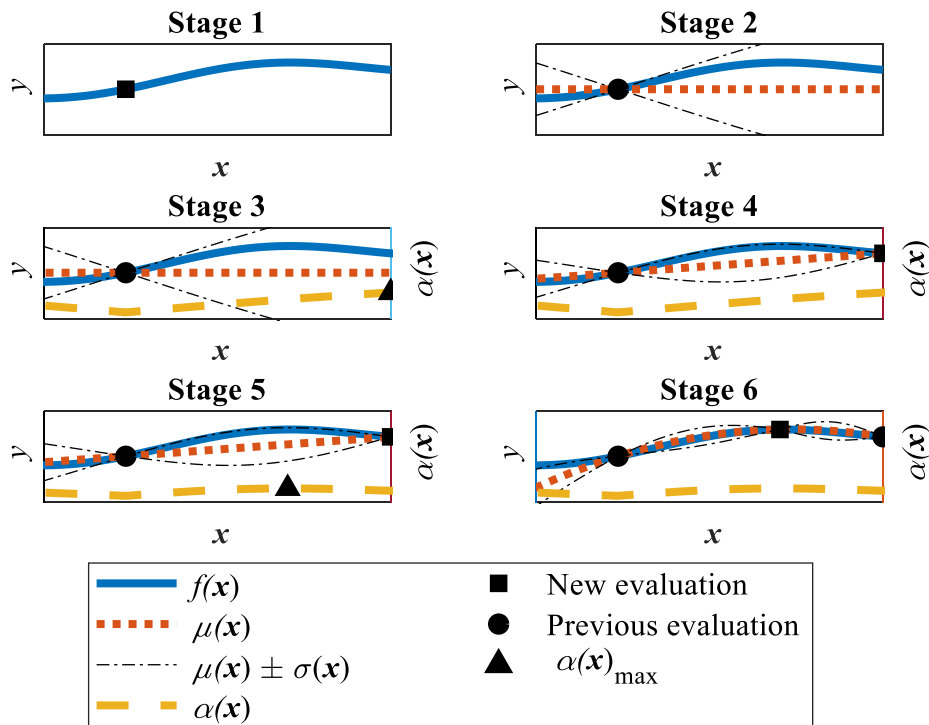 Stage 1
y
x
Stage 2
y
x
Stage 3
y
α(x)
x
Stage 4
y
α(x)
x
Stage 5
y
α(x)
x
Stage 6
y
α(x)
x
f(x)
μ(x)
μ(x) ± σ(x)
α(x)
New evaluation
Previous evaluation
α(x)max